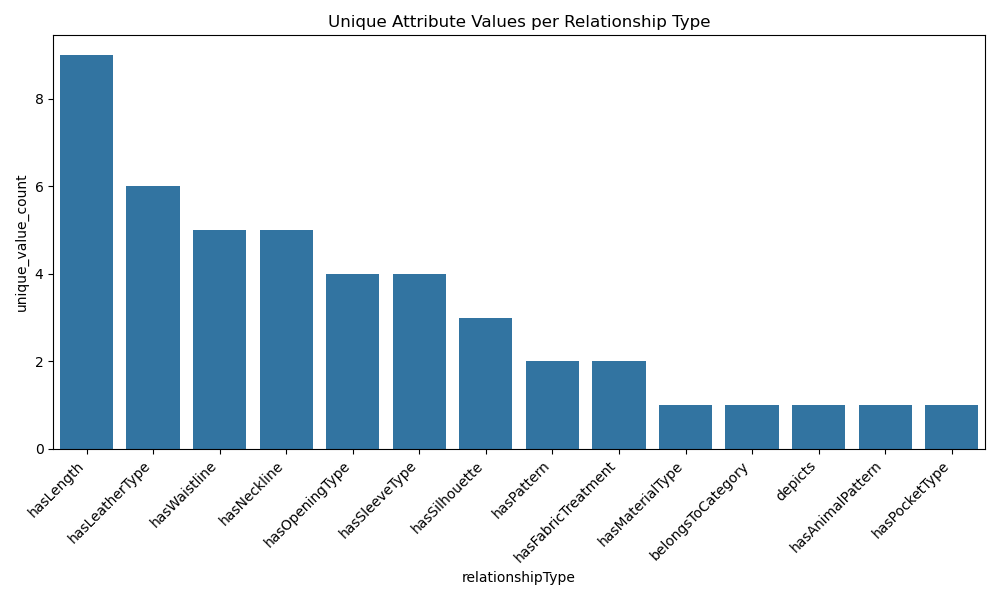 Unique Attribute Values per Relationship Type
unique_value_count
8
6
4
2
0
hasLength
hasLeatherType
hasWaistline
hasNeckline
hasOpeningType
hasSleeveType
hasSilhouette
hasPattern
hasFabricTreatment
hasMaterialType
belongsToCategory
depicts
hasAnimalPattern
hasPocketType
relationshipType